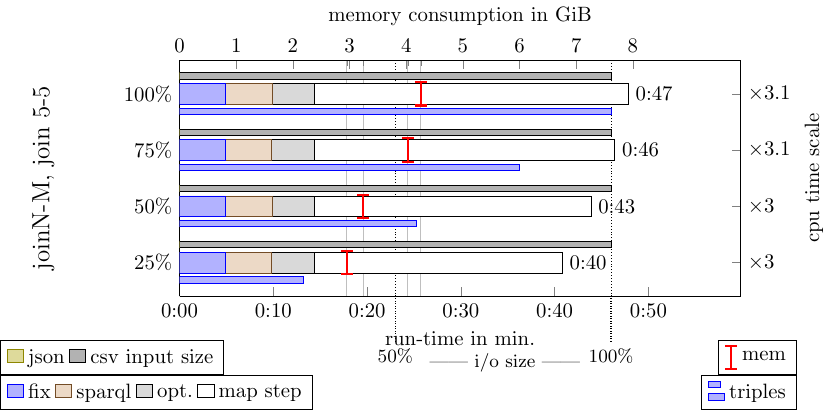 memory consumption in GiB
0 1 2 3 4 5 6 7 8
joinN-M, join 5-5
100% 0:47 ×3.1
75% 0:46 ×3.1
50% 0:43 ×3
25% 0:40 ×3
cpu time scale
0:00 0:10 0:20 0:30 0:40 0:50
run-time in min.
50% i/o size 100%
json csv input size mem
fix sparql opt. map step triples